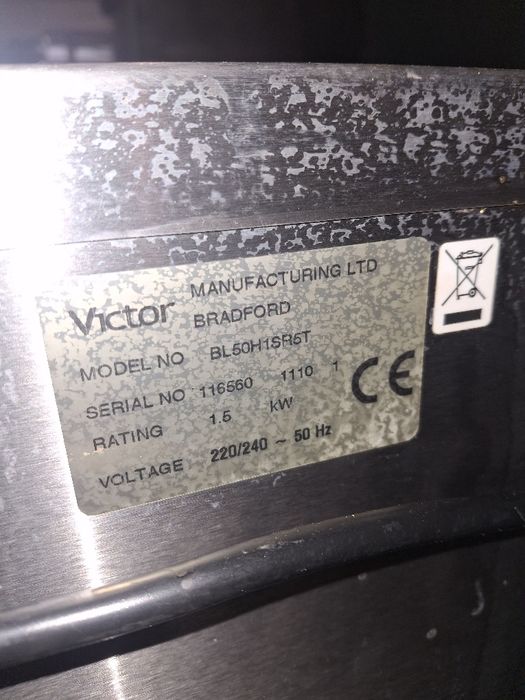 Victor MANUFACTURING LTD
BRADFORD
MODEL NO BL50H1SR5T
SERIAL NO 116560 1110 1
RATING 1.5 kW
VOLTAGE 220/240 ~ 50 Hz
CE